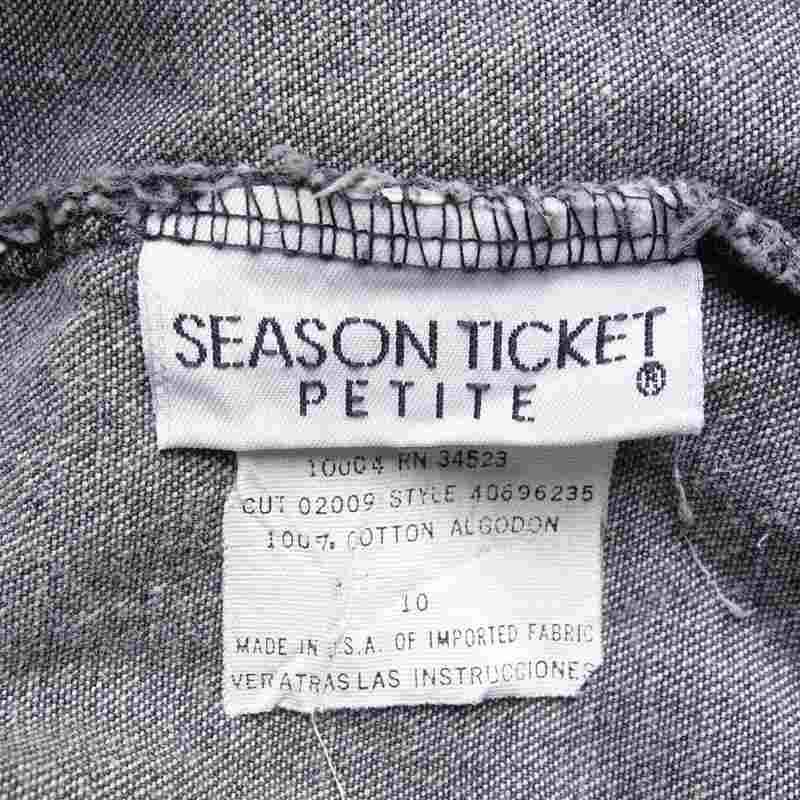 SEASON TICKET
PETITE ®
10004 RN 34523
CUT 02009 STYLE 40696235
100% COTTON ALGODON
10
MADE IN U.S.A. OF IMPORTED FABRIC
VER ATRAS LAS INSTRUCCIONES